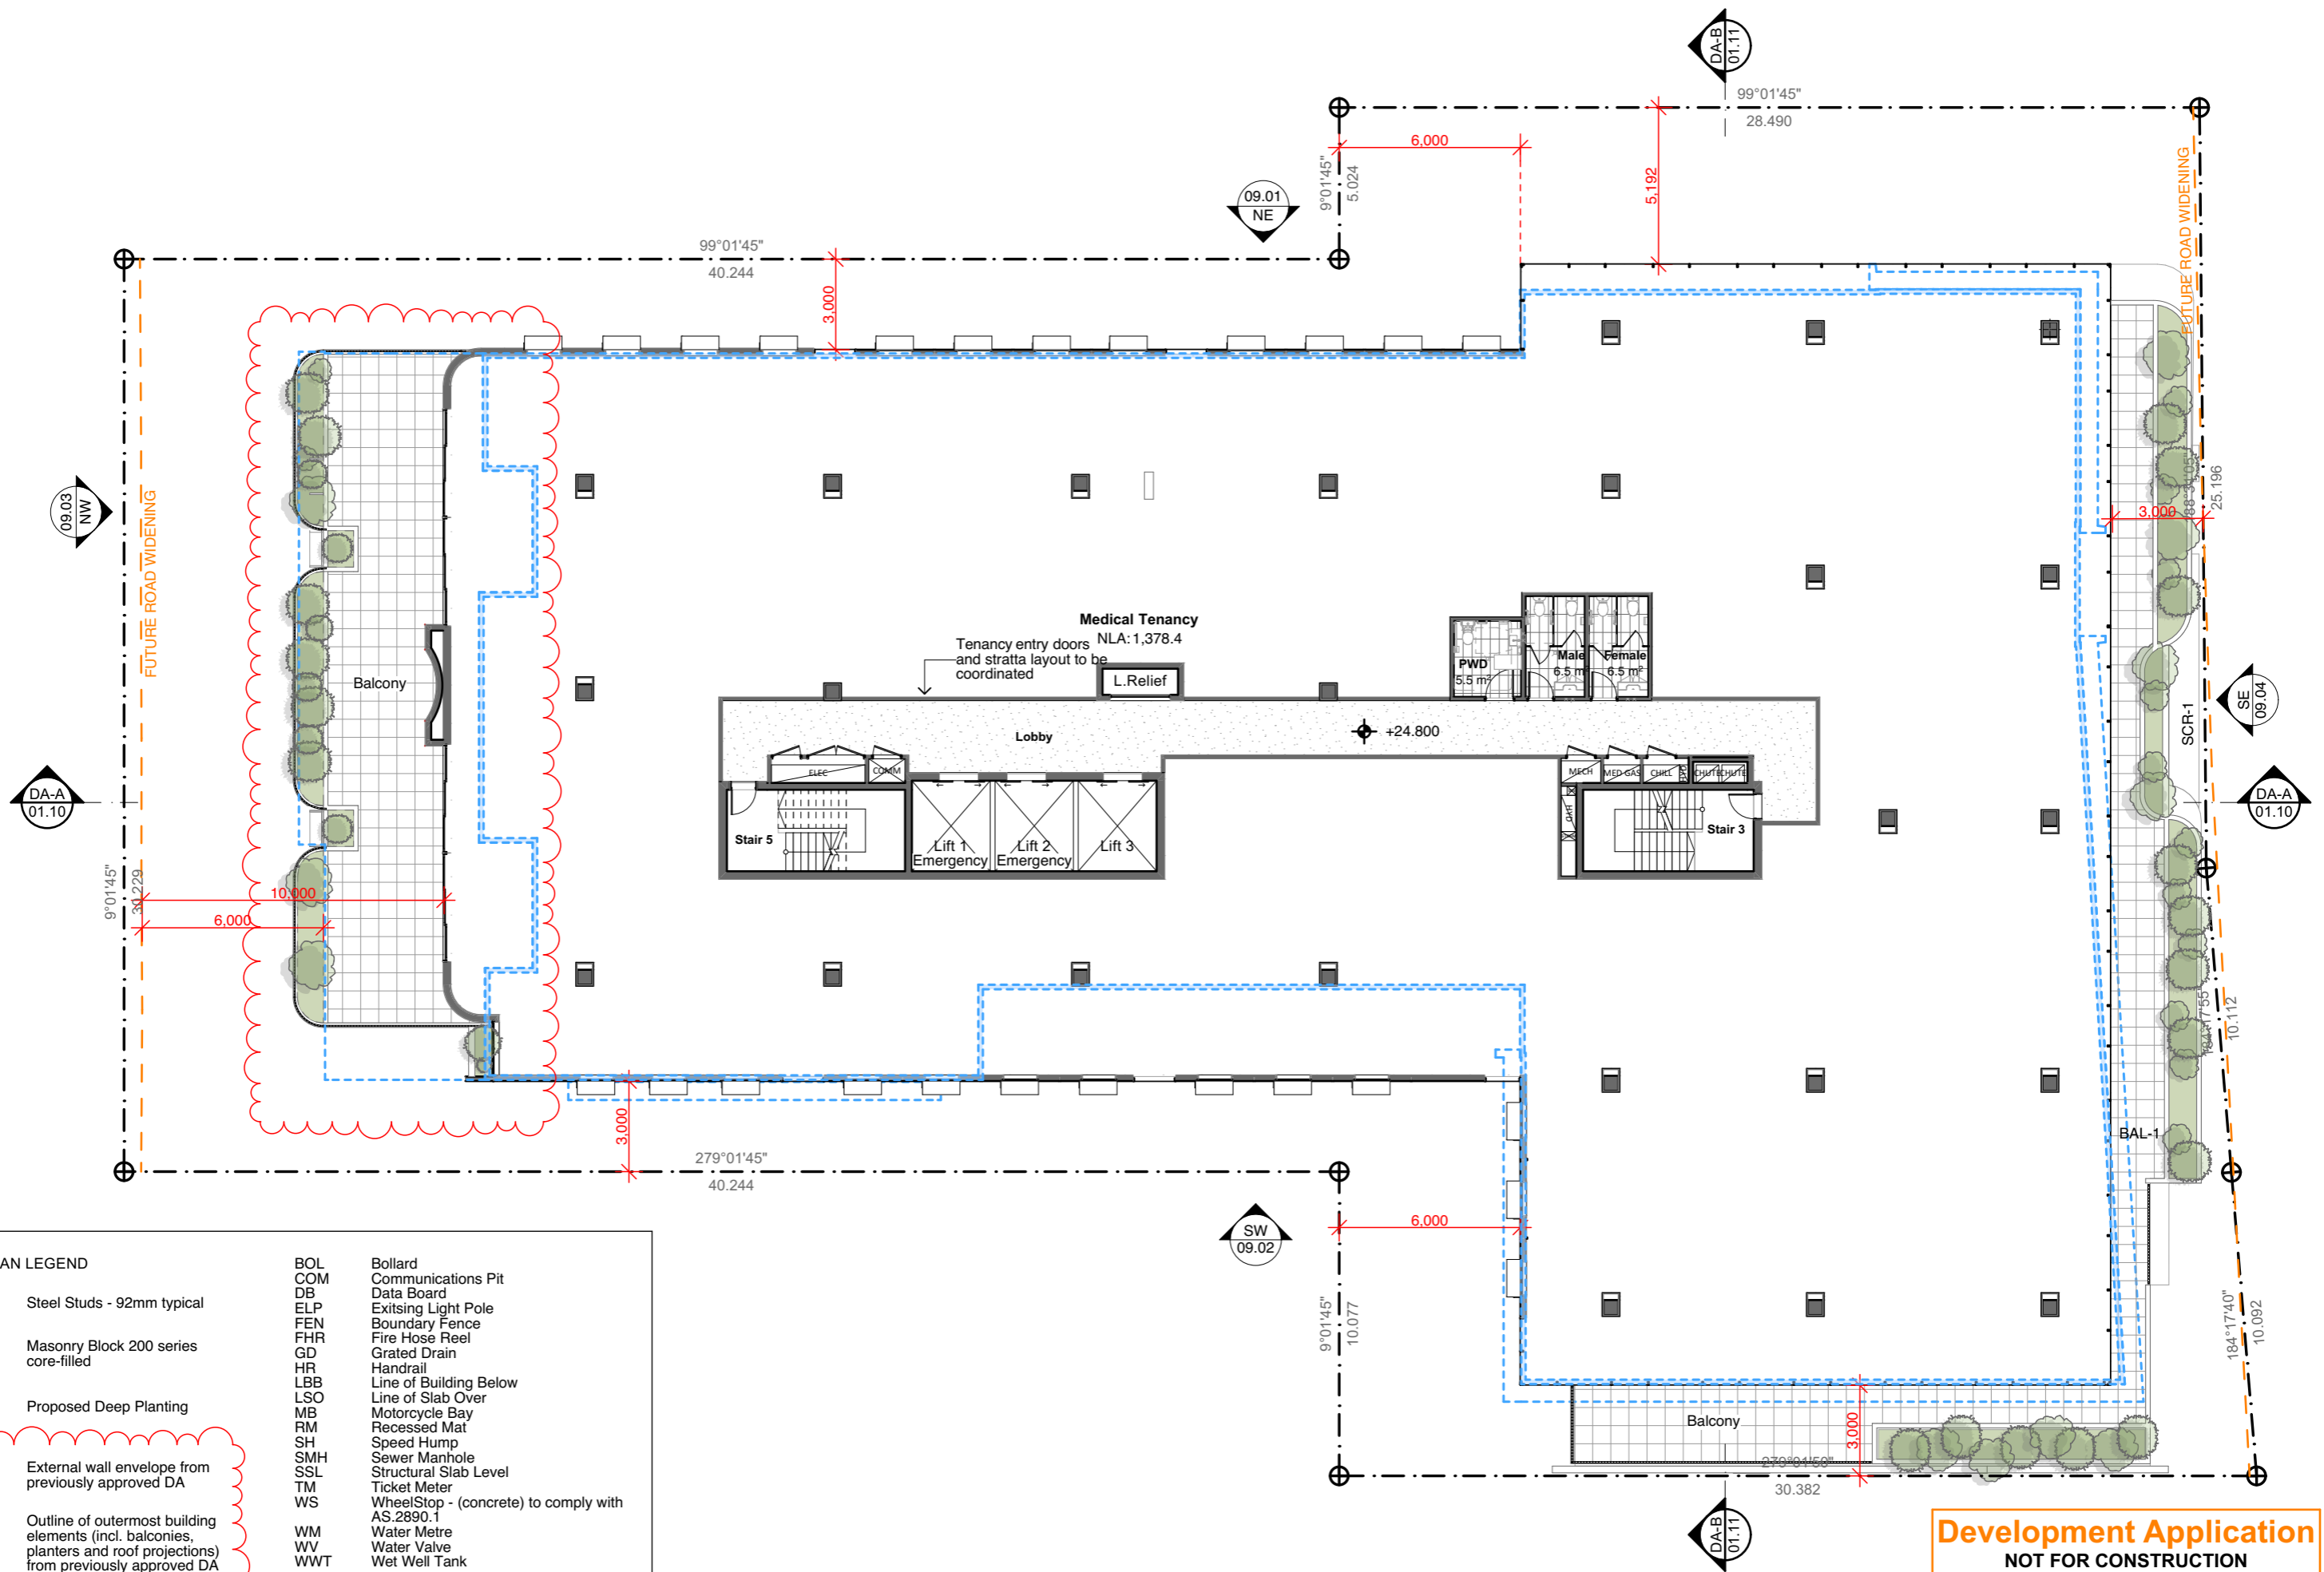 DA-B
01.11
99°01'45"
28.490
6,000
5,192
9°01'45"
5.024
FUTURE ROAD WIDENING
09.01
NE
99°01'45"
40.244
3,000
09.03
NW
FUTURE ROAD WIDENING
25.196
3,000
Medical Tenancy
NLA: 1,378.4
Tenancy entry doors
and stratta layout to be
coordinated
L.Relief
PWD
5.5 m²
Male
6.5 m²
Female
6.5 m²
Balcony
Lobby
+24.800
SCR-1
SE
09.04
ELEC
COMM
MECH
MED GAS
CHILL
CHUTE
CHUTE
HYD
DA-A
01.10
DA-A
01.10
Stair 5
Lift 1
Emergency
Lift 2
Emergency
Lift 3
Stair 3
9°01'45"
30.229
10,000
6,000
10.112
3,000
279°01'45"
40.244
BAL-1
SW
09.02
6,000
9°01'45"
10.077
184°17'40"
10.092
Balcony
3,000
30.382
DA-B
01.11
AN LEGEND
Steel Studs - 92mm typical
Masonry Block 200 series
core-filled
Proposed Deep Planting
External wall envelope from
previously approved DA
Outline of outermost building
elements (incl. balconies,
planters and roof projections)
from previously approved DA
BOL Bollard
COM Communications Pit
DB Data Board
ELP Exitsing Light Pole
FEN Boundary Fence
FHR Fire Hose Reel
GD Grated Drain
HR Handrail
LBB Line of Building Below
LSO Line of Slab Over
MB Motorcycle Bay
RM Recessed Mat
SH Speed Hump
SMH Sewer Manhole
SSL Structural Slab Level
TM Ticket Meter
WS WheelStop - (concrete) to comply with
AS.2890.1
WM Water Metre
WV Water Valve
WWT Wet Well Tank
Development Application
NOT FOR CONSTRUCTION